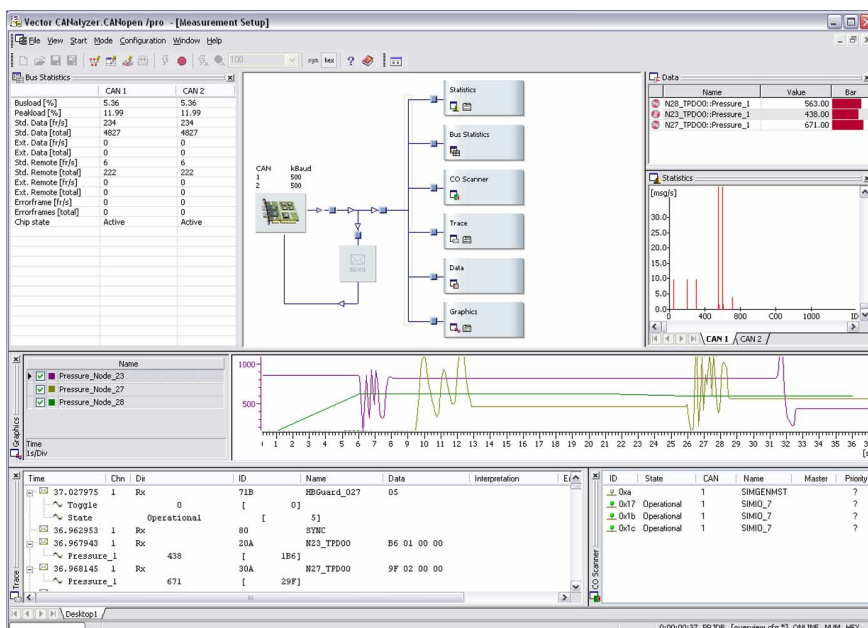 Vector CANalyzer.CANopen /pro - [Measurement Setup]
File View Start Mode Configuration Window Help
100 sym hex ?
Bus Statistics
CAN 1 CAN 2
Busload [%] 5.36 5.36
Peakload [%] 11.99 11.99
Std. Data [fr/s] 234 234
Std. Data [total] 4827 4827
Ext. Data [fr/s] 0 0
Ext. Data [total] 0 0
Std. Remote [fr/s] 6 6
Std. Remote [total] 222 222
Ext. Remote [fr/s] 0 0
Ext. Remote [total] 0 0
Errorframe [fr/s] 0 0
Errorframes [total] 0 0
Chip state Active Active
CAN kBaud
1 500
2 500
SEND
Statistics
Bus Statistics
CO Scanner
Trace
Data
Graphics
Data
Name Value Bar
N28_TPDO0::Pressure_1 563.00
N23_TPDO0::Pressure_1 438.00
N27_TPDO0::Pressure_1 671.00
Statistics
[msg/s]
30.0
25.0
20.0
15.0
10.0
5.0
0.0
0 400 800 C00 1000 ID
CAN 1 CAN 2
Graphics
Name
Pressure_Node_23
Pressure_Node_27
Pressure_Node_28
Time
1s/Div
1000
500
1 2 3 4 5 6 7 8 9 10 11 12 13 14 15 16 17 18 19 20 21 22 23 24 25 26 27 28 29 30 31 32 33 34 35 36
Trace
Time Chn Dir ID Name Data Interpretation
37.027975 1 Rx 71B HBGuard_027 05
Toggle 0 [ 0]
State Operational [ 5]
36.962953 1 Rx 80 SYNC
36.967943 1 Rx 20A N23_TPDO0 B6 01 00 00
Pressure_1 438 [ 1B6]
36.968145 1 Rx 30A N27_TPDO0 9F 02 00 00
Pressure_1 671 [ 29F]
CO Scanner
ID State CAN Name Master Priority
0xa 1 SIMGENMST ?
0x17 Operational 1 SIMIO_7 ?
0x1b Operational 1 SIMIO_7 ?
0x1c Operational 1 SIMIO_7 ?
Desktop1